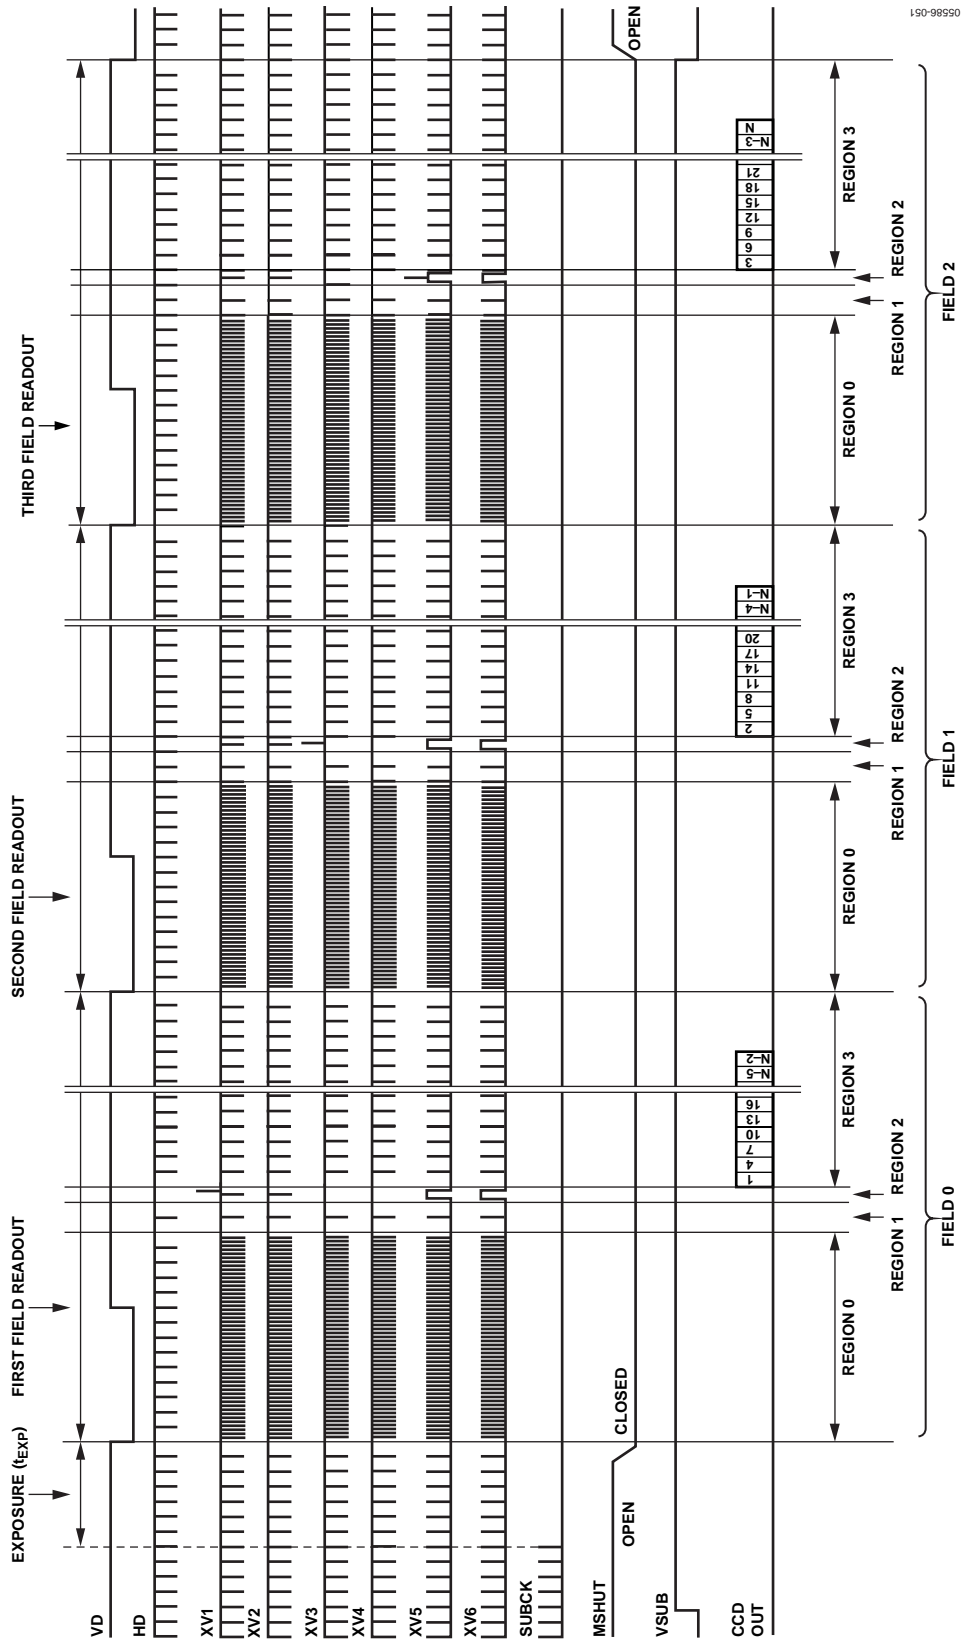 EXPOSURE (tEXP)
FIRST FIELD READOUT
SECOND FIELD READOUT
THIRD FIELD READOUT
VD
HD
XV1
XV2
XV3
XV4
XV5
XV6
SUBCK
MSHUT
OPEN
CLOSED
OPEN
VSUB
CCD
OUT
1
4
7
10
13
16
N–5
N–2
2
5
8
11
14
17
20
N–4
N–1
3
6
9
12
15
18
21
N–3
N
REGION 0
REGION 3
REGION 0
REGION 3
REGION 0
REGION 3
REGION 1
REGION 2
REGION 1
REGION 2
REGION 1
REGION 2
FIELD 0
FIELD 1
FIELD 2
05586-051